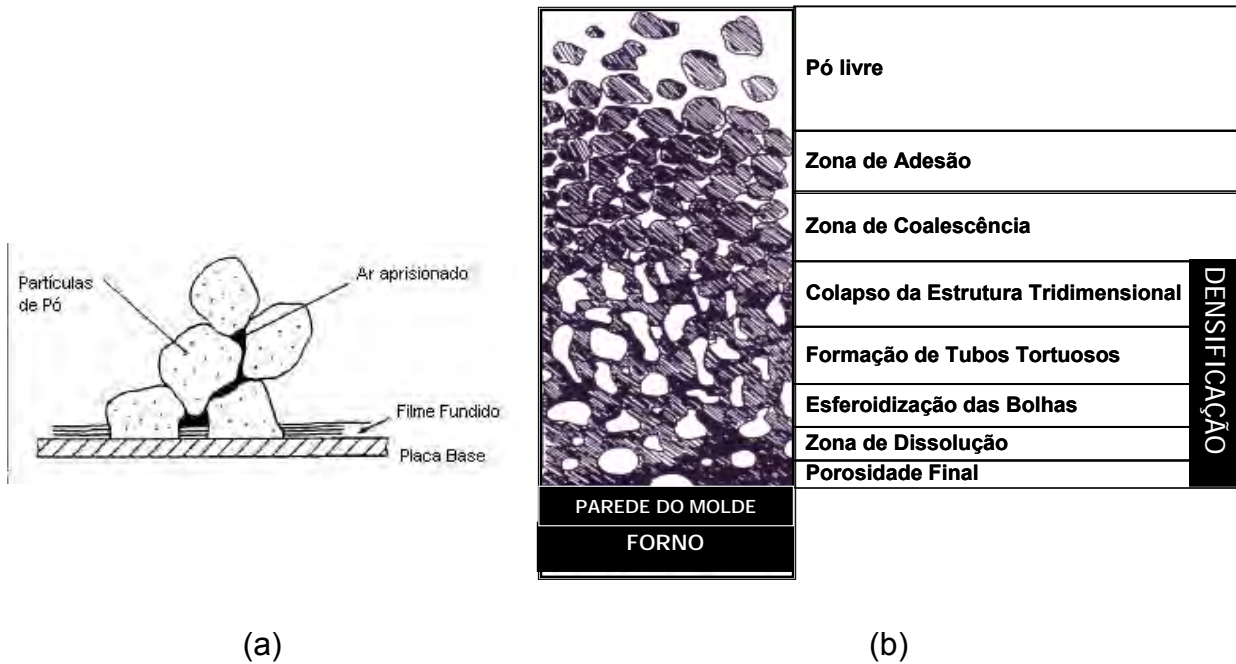 Partículas
de Pó
Ar aprisionado
Filme Fundido
Placa Base
(a)
Pó livre
Zona de Adesão
Zona de Coalescência
Colapso da Estrutura Tridimensional
Formação de Tubos Tortuosos
Esferoidização das Bolhas
Zona de Dissolução
Porosidade Final
DENSIFICAÇÃO
PAREDE DO MOLDE
FORNO
(b)